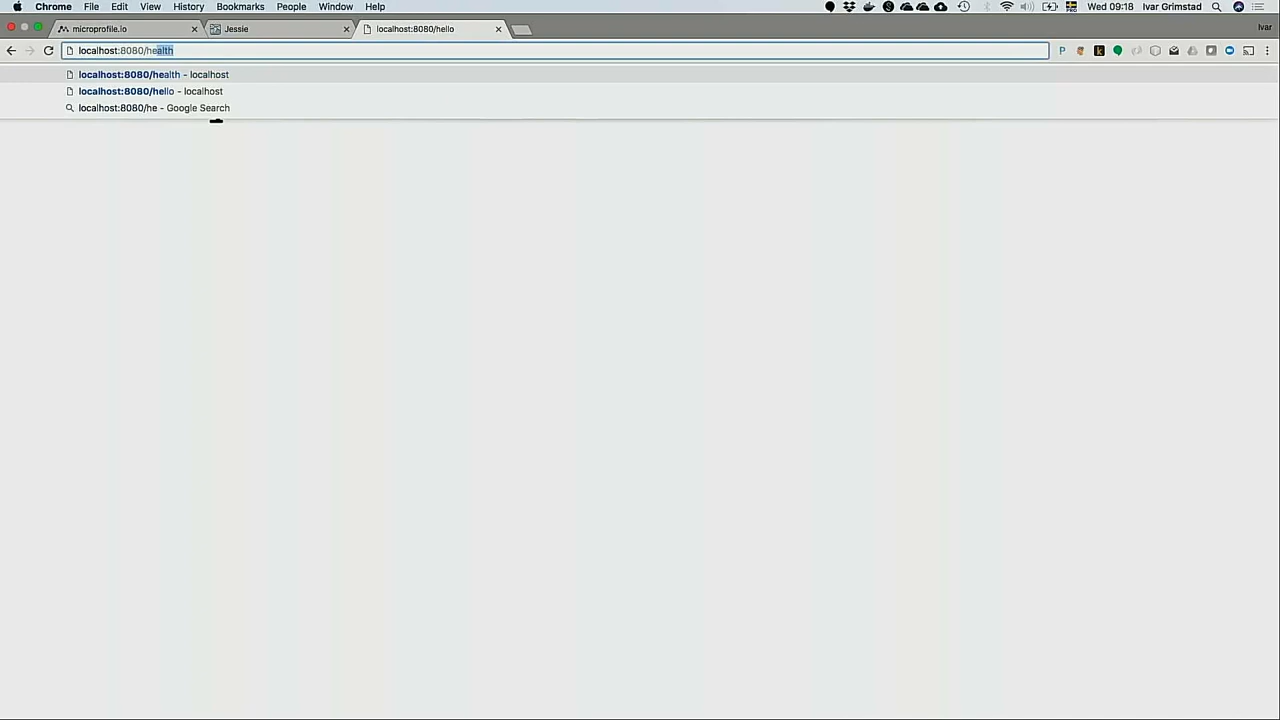 Chrome File Edit View History Bookmarks People Window Help Wed 09:18 Ivar Grimstad
microprofile.io Jessie localhost:8080/hello Ivar
localhost:8080/health
localhost:8080/health - localhost
localhost:8080/hello - localhost
localhost:8080/he - Google Search